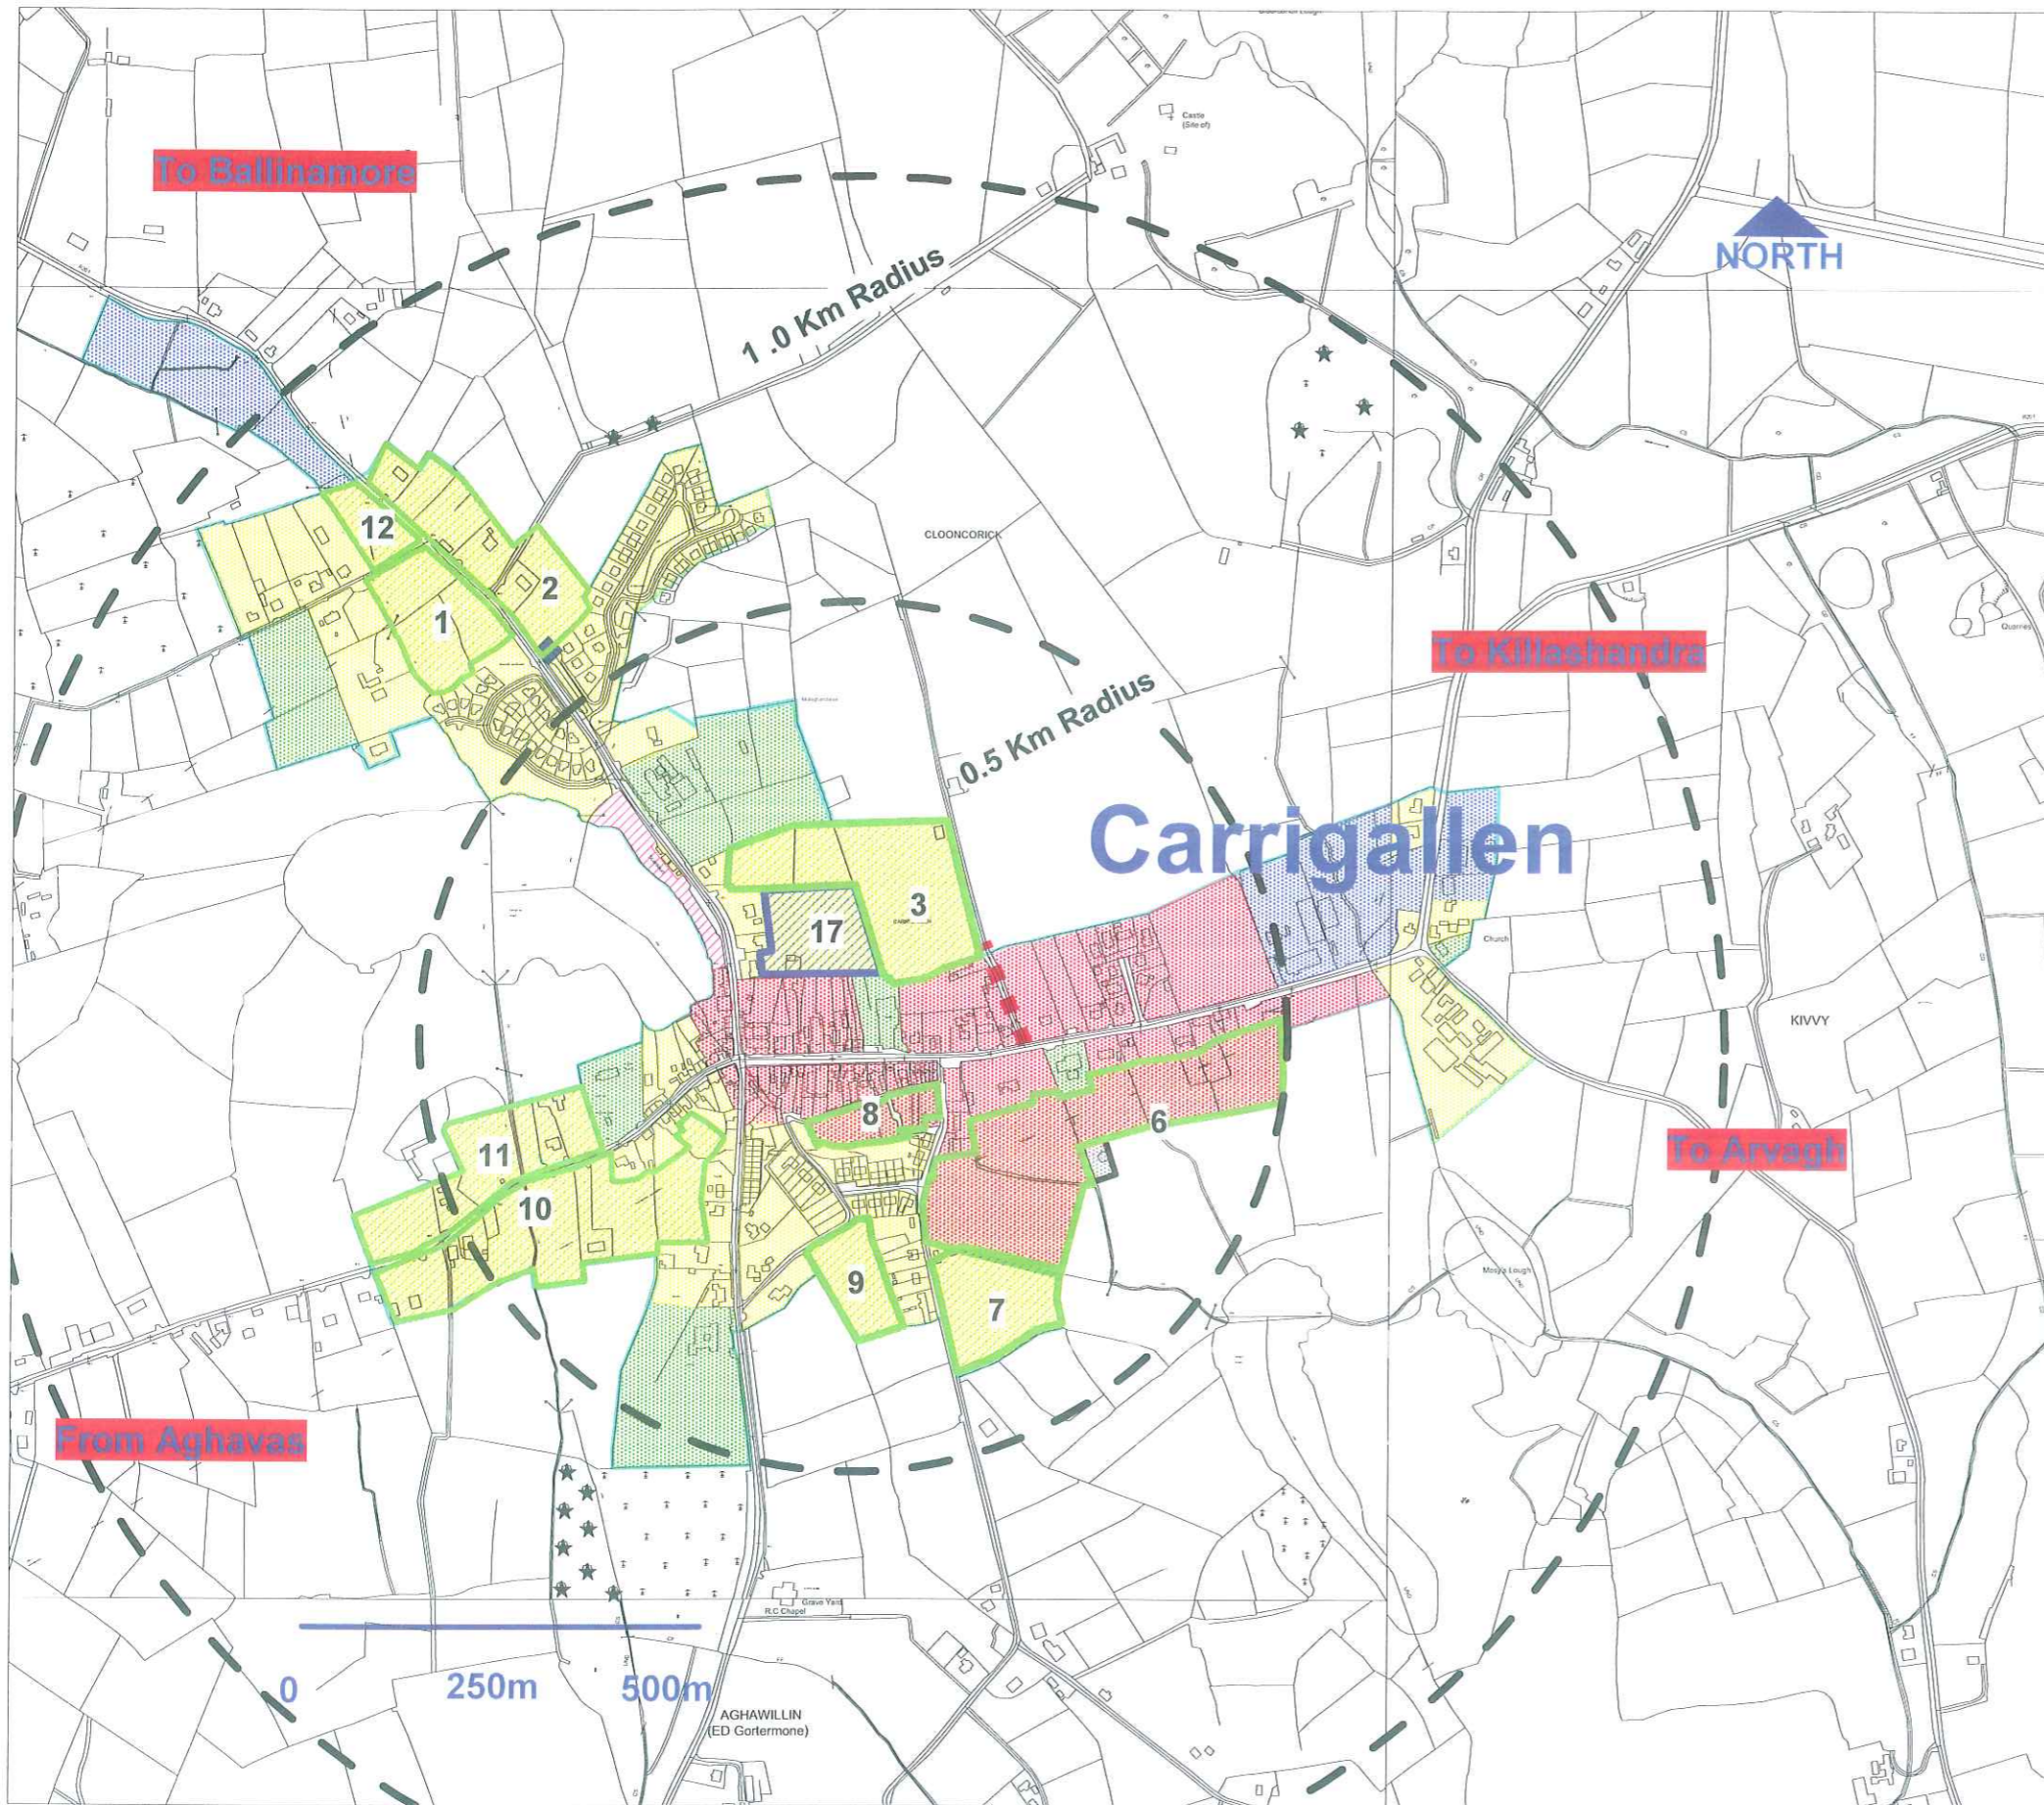 Castle
(Site of)
To Ballinamore
NORTH
1 .0 Km Radius
12
CLOONCORICK
2
1
To Killashandra
Quarries
0.5 Km Radius
Carrigallen
3
17
Church
KIVVY
8
6
To Arvagh
11
10
Mosy's Lough
9
7
From Aghavas
Grave Yard
R.C Chapel
0
250m
500m
AGHAWILLIN
(ED Gortermone)